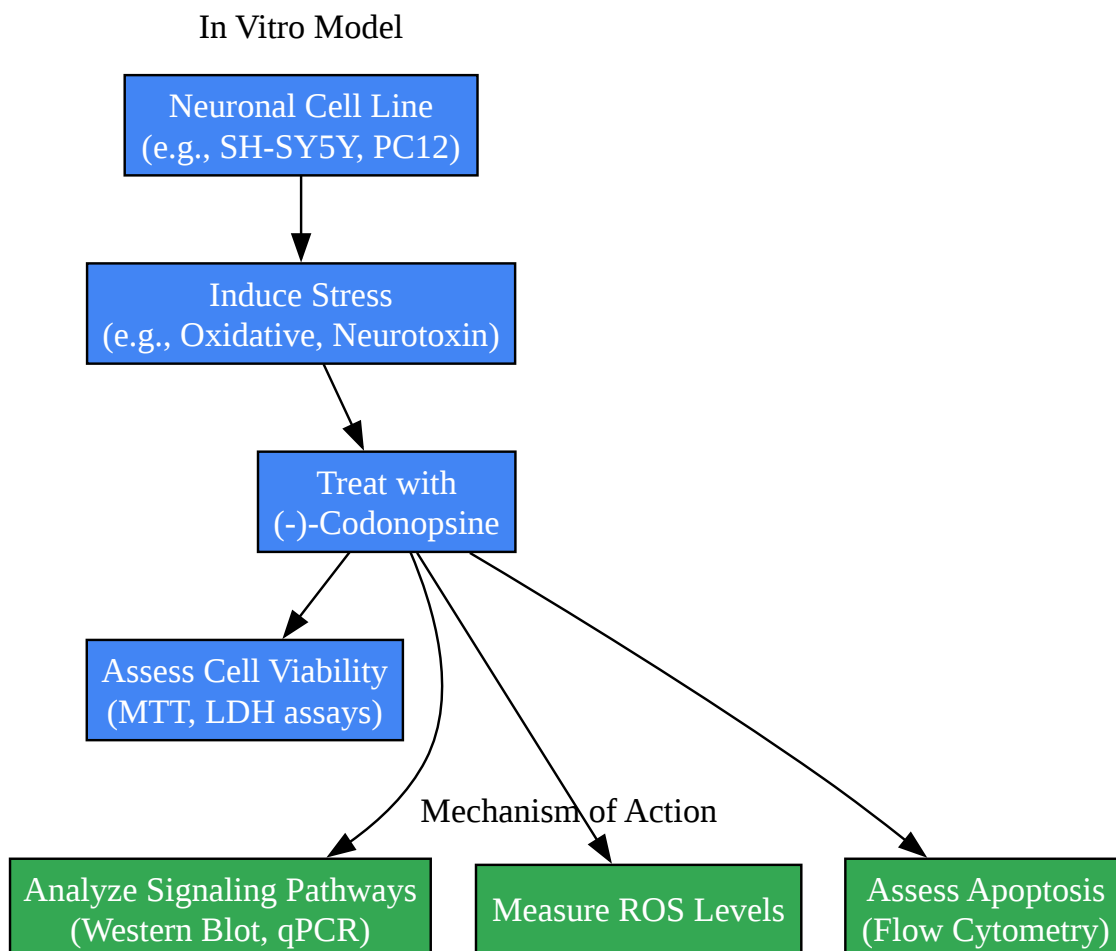 In Vitro Model
Neuronal Cell Line
(e.g., SH-SY5Y, PC12)
Induce Stress
(e.g., Oxidative, Neurotoxin)
Treat with
(-)-Codonopsine
Assess Cell Viability
(MTT, LDH assays)
Mechanism of Action
Analyze Signaling Pathways
(Western Blot, qPCR)
Measure ROS Levels
Assess Apoptosis
(Flow Cytometry)